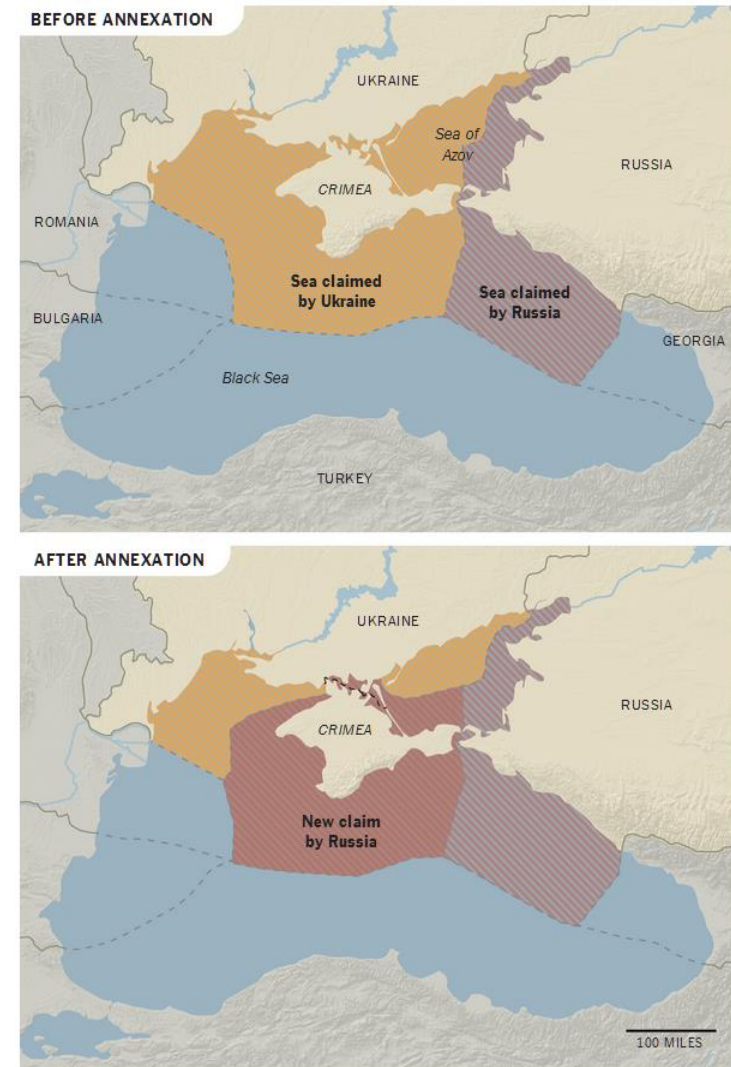 BEFORE ANNEXATION
UKRAINE
Sea of
Azov
RUSSIA
CRIMEA
ROMANIA
Sea claimed
by Ukraine
Sea claimed
by Russia
BULGARIA
GEORGIA
Black Sea
TURKEY
AFTER ANNEXATION
UKRAINE
RUSSIA
CRIMEA
New claim
by Russia
100 MILES